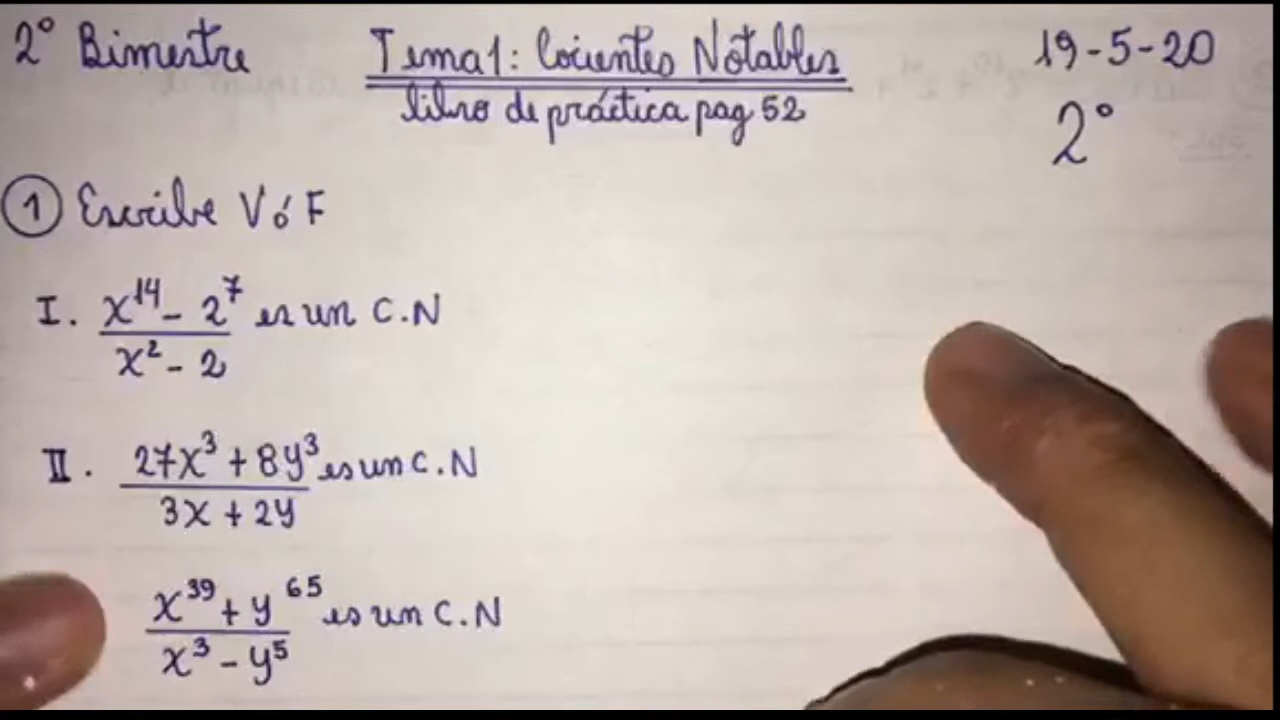 2° Bimestre
Tema 1: Cocientes Notables
19-5-20
libro de práctica pag 52
2°
1 Escribe V ó F
I. x^14 - 2^7 es un C.N
x^2 - 2
II. 27x^3 + 8y^3 es un C.N
3x + 2y
x^39 + y^65 es un C.N
x^3 - y^5